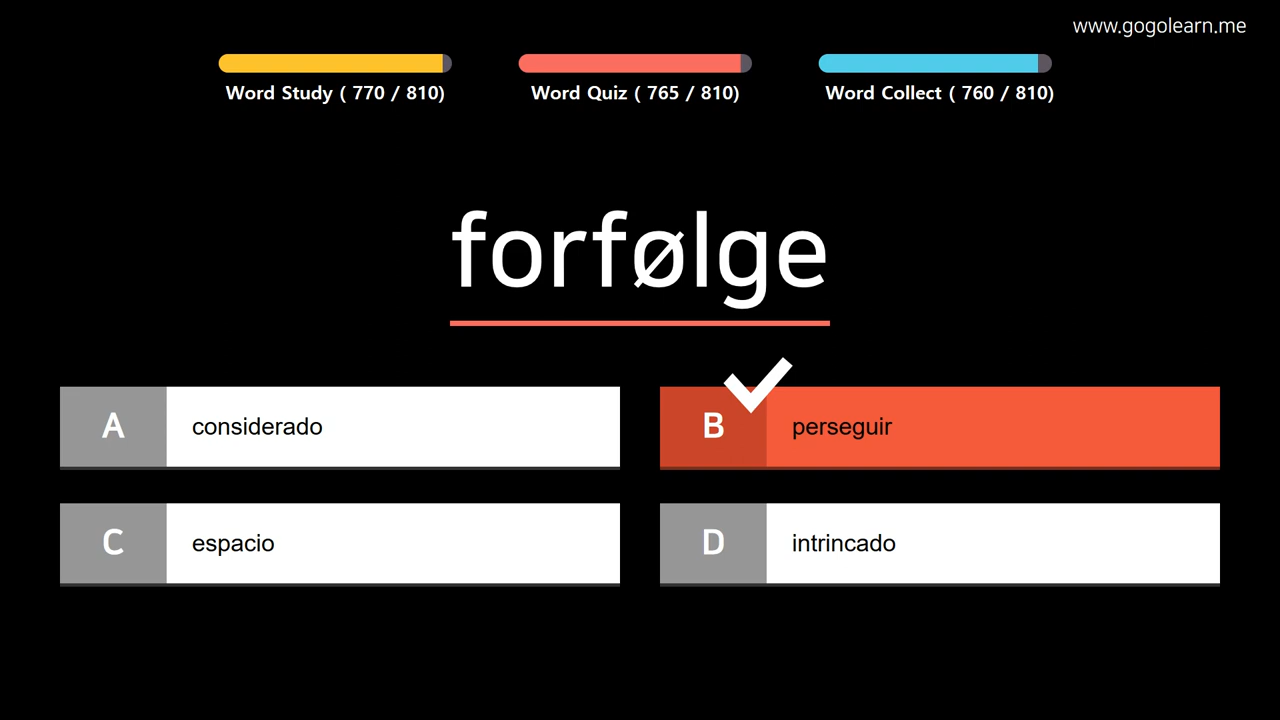 www.gogolearn.me
Word Study ( 770 / 810)
Word Quiz ( 765 / 810)
Word Collect ( 760 / 810)
forfølge
A considerado
B perseguir
C espacio
D intrincado